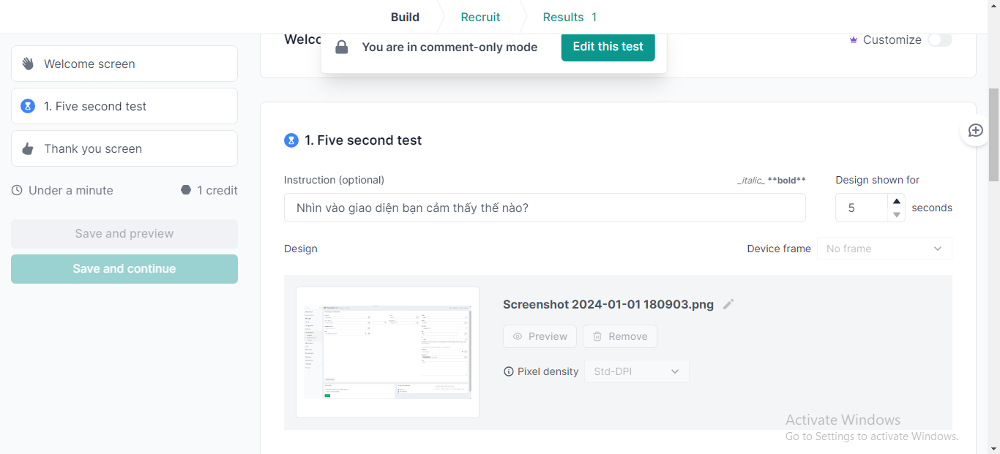 Build
Recruit
Results 1
Welcome screen
1. Five second test
Thank you screen
Under a minute
1 credit
Save and preview
Save and continue
Customize
You are in comment-only mode
Edit this test
1. Five second test
Instruction (optional)
_italic_ **bold**
Design shown for
Nhìn vào giao diện bạn cảm thấy thế nào?
5
seconds
Design
Device frame
No frame
Screenshot 2024-01-01 180903.png
Preview
Remove
Pixel density
Std-DPI
Activate Windows
Go to Settings to activate Windows.